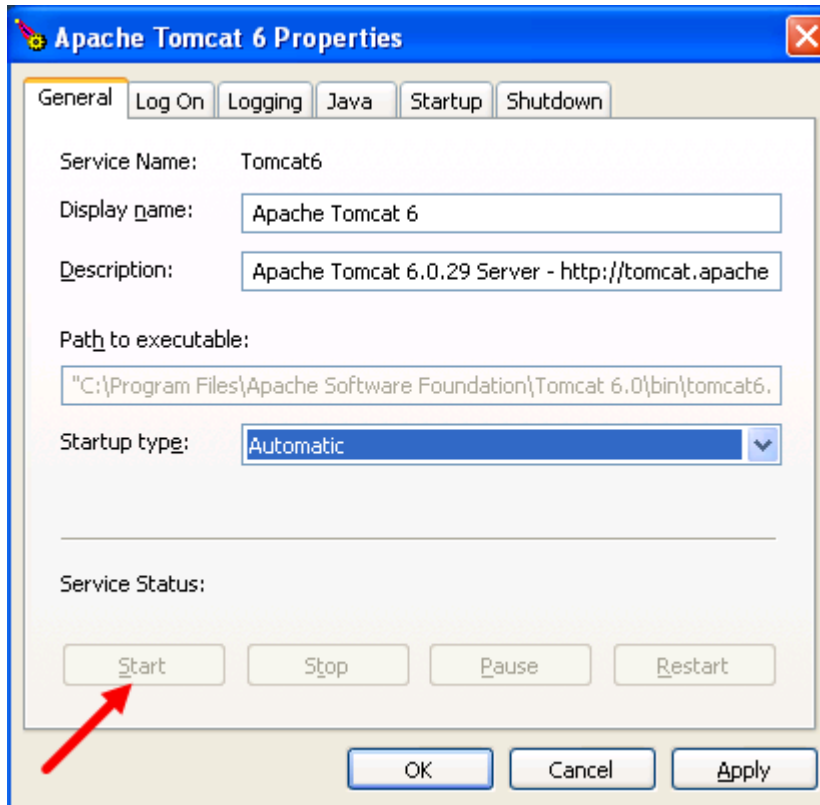 Apache Tomcat 6 Properties
General Log On Logging Java Startup Shutdown
Service Name: Tomcat6
Display name: Apache Tomcat 6
Description: Apache Tomcat 6.0.29 Server - http://tomcat.apache
Path to executable:
"C:\Program Files\Apache Software Foundation\Tomcat 6.0\bin\tomcat6.
Startup type: Automatic
Service Status:
Start Stop Pause Restart
OK Cancel Apply